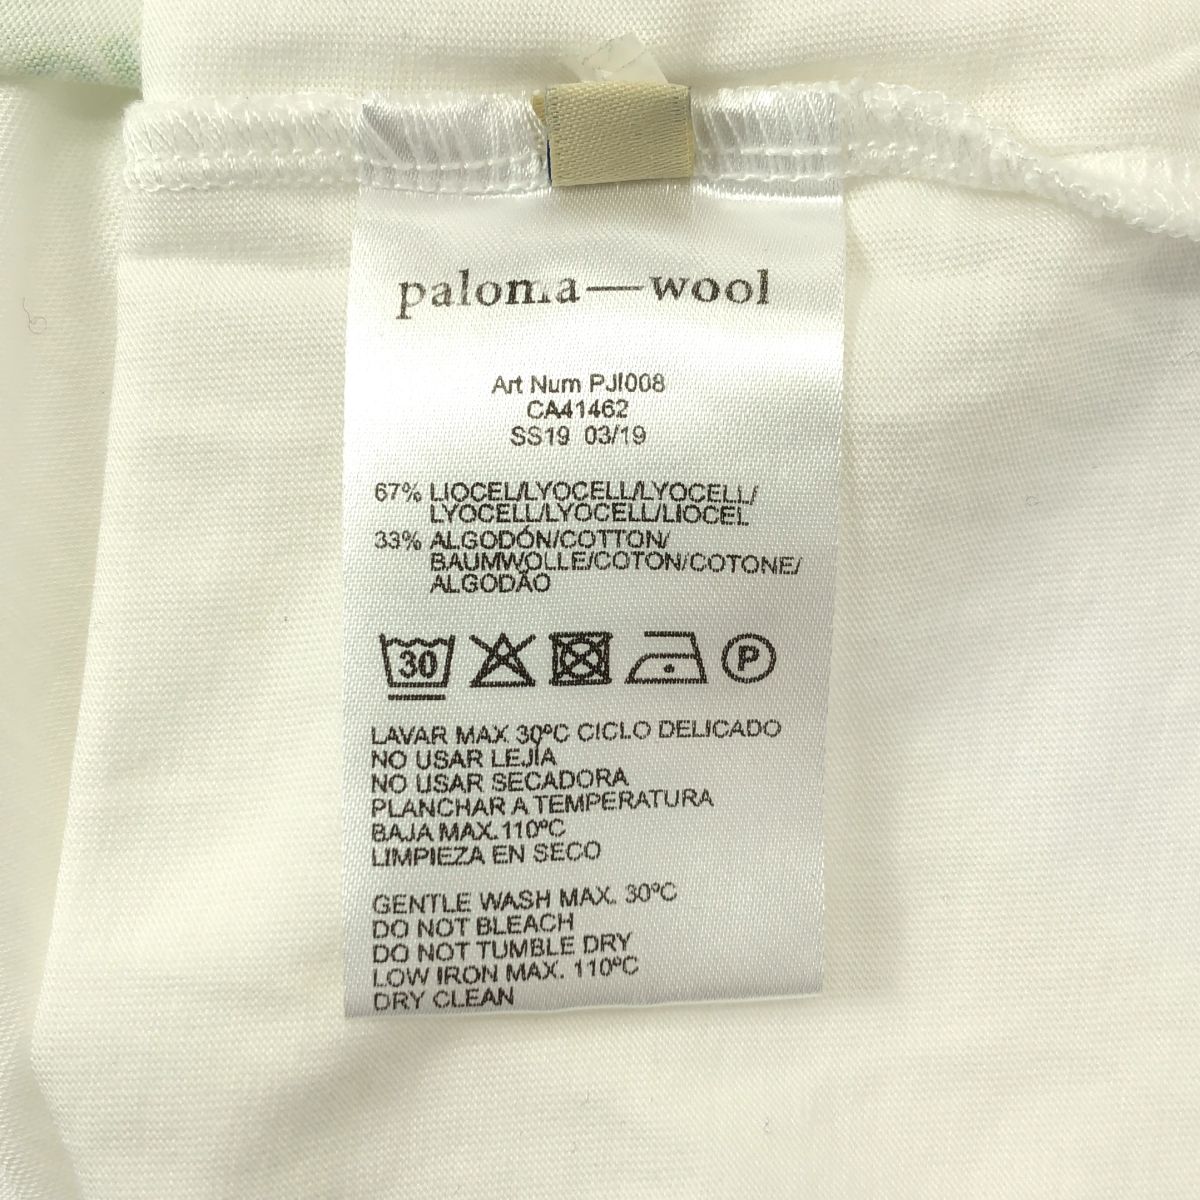 paloma—wool
Art Num PJI008
CA41462
SS19 03/19
67% LIOCEL/LYOCELL/LYOCELL/
LYOCELL/LYOCELL/LIOCEL
33% ALGODÓN/COTTON/
BAUMWOLLE/COTON/COTONE/
ALGODÃO
30 P
LAVAR MAX 30ºC CICLO DELICADO
NO USAR LEJÍA
NO USAR SECADORA
PLANCHAR A TEMPERATURA
BAJA MAX. 110ºC
LIMPIEZA EN SECO
GENTLE WASH MAX. 30ºC
DO NOT BLEACH
DO NOT TUMBLE DRY
LOW IRON MAX. 110ºC
DRY CLEAN